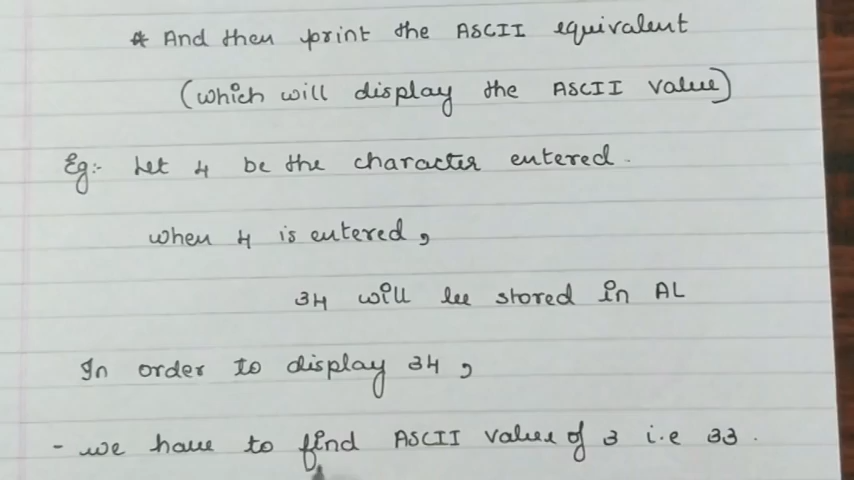 * And then print the ASCII equivalent
(which will display the ASCII value)
Eg:- Let 4 be the character entered.
when 4 is entered,
34 will be stored in AL
In order to display 34,
- we have to find ASCII value of 3 i.e 33.